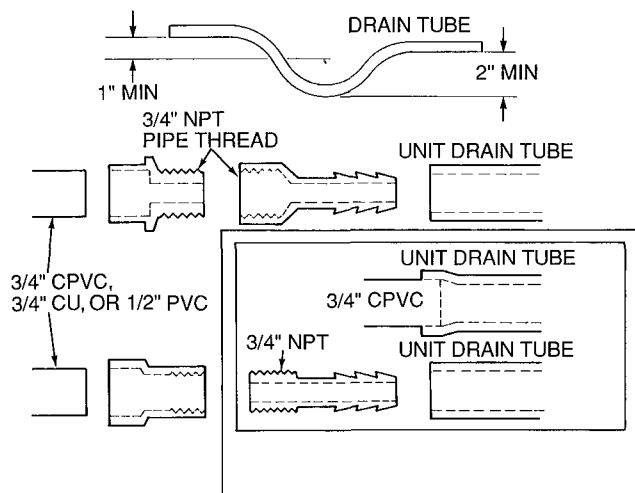 DRAIN TUBE
1" MIN
2" MIN
3/4" NPT
PIPE THREAD
UNIT DRAIN TUBE
3/4" CPVC,
3/4" CU, OR 1/2" PVC
UNIT DRAIN TUBE
3/4" CPVC
3/4" NPT
UNIT DRAIN TUBE